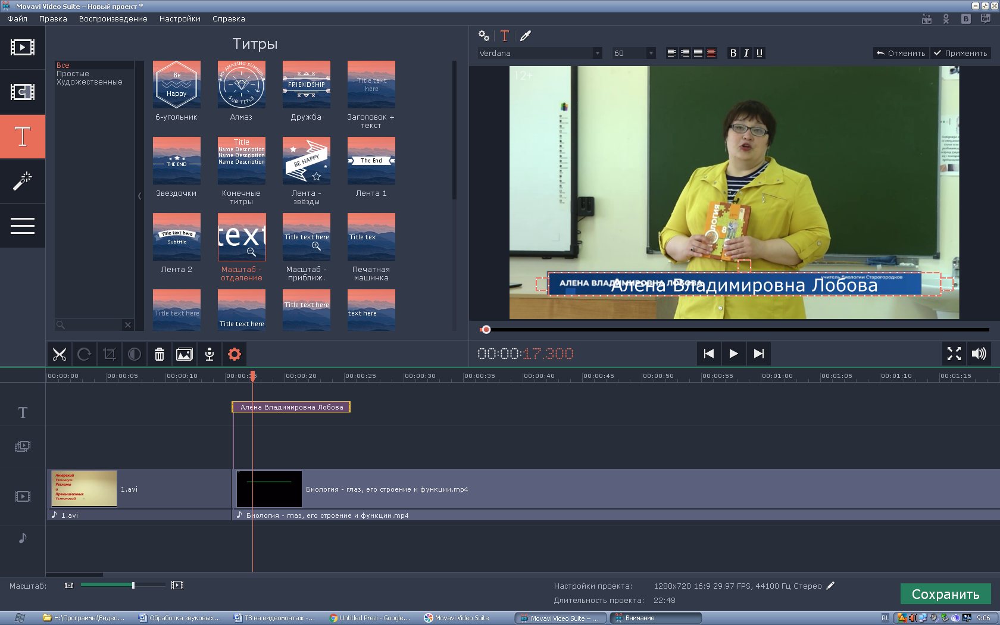 Movavi Video Suite – Новый проект *
Файл Правка Воспроизведение Настройки Справка
Титры
Все
Простые
Художественные
Be
Happy
6-угольник
MY AMAZING SUMMER
SUB TITLE
Алмаз
FRIENDSHIP
Дружба
Title text
here
Заголовок +
текст
THE END
Звездочки
Title
Name Description
Name Description
Name Description
Конечные
титры
BE HAPPY
Лента -
звёзды
The End
Лента 1
Title text here
Subtitle
Лента 2
text
Масштаб -
отдаление
Title text here
Масштаб -
приближ.
Title tex
Печатная
машинка
Title text here
Title text here
Title text here
text here
Verdana 60 B I U Отменить Применить
12+
ЛОГИЯ
8
АЛЕНА ВЛАДИМИРОВНА ЛОБОВА
учитель биологии Старогородков
Алена Владимировна Лобова
00:00:17.300
00:00:00 00:00:05 00:00:10 00:00:15 00:00:20 00:00:25 00:00:30 00:00:35 00:00:40 00:00:45 00:00:50 00:00:55 00:01:00 00:01:05 00:01:10 00:01:15
T
Алена Владимировна Лобова
Ангарский
Техникум
Рекламы
и
Промышленных
Технологий
1.avi
Биология - глаз, его строение и функции.mp4
1.avi
Биология - глаз, его строение и функции.mp4
Масштаб:
Настройки проекта: 1280x720 16:9 29.97 FPS, 44100 Гц Стерео
Длительность проекта: 22:48
Сохранить
H:\Программы\Видео... Обработка звуковых... ТЗ на видеомонтаж -... Untitled Prezi - Google... Movavi Video Suite Movavi Video Suite – ... Внимание RL 9:06